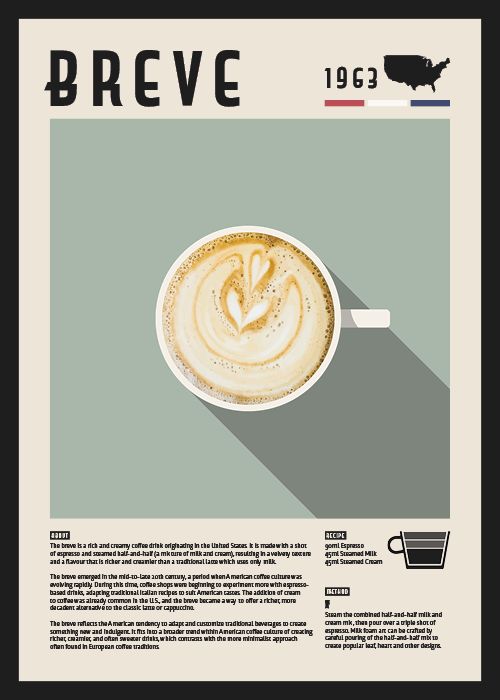 BREVE
1963
ABOUT
The breve is a rich and creamy coffee drink originating in the United States. It is made with a shot
of espresso and steamed half-and-half (a mixture of milk and cream), resulting in a velvety texture
and a flavour that is richer and creamier than a traditional latte which uses only milk.
The breve emerged in the mid-to-late 20th century, a period when American coffee culture was
evolving rapidly. During this time, coffee shops were beginning to experiment more with espresso-
based drinks, adapting traditional Italian recipes to suit American tastes. The addition of cream
to coffee was already common in the U.S., and the breve became a way to offer a richer, more
decadent alternative to the classic latte or cappuccino.
The breve reflects the American tendency to adapt and customize traditional beverages to create
something new and indulgent. It fits into a broader trend within American coffee culture of creating
richer, creamier, and often sweeter drinks, which contrasts with the more minimalist approach
often found in European coffee traditions.
RECIPE
90ml Espresso
45ml Steamed Milk
45ml Steamed Cream
METHOD
Steam the combined half-and-half milk and
cream mix, then pour over a triple shot of
espresso. Milk foam art can be crafted by
careful pouring of the half-and-half mix to
create popular leaf, heart and other designs.